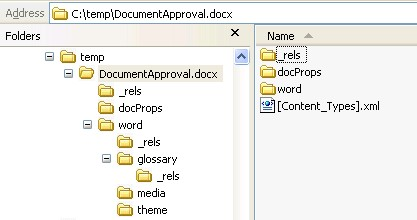 Address C:\temp\DocumentApproval.docx
Folders
temp
DocumentApproval.docx
_rels
docProps
word
_rels
glossary
_rels
media
theme
Name
_rels
docProps
word
[Content_Types].xml